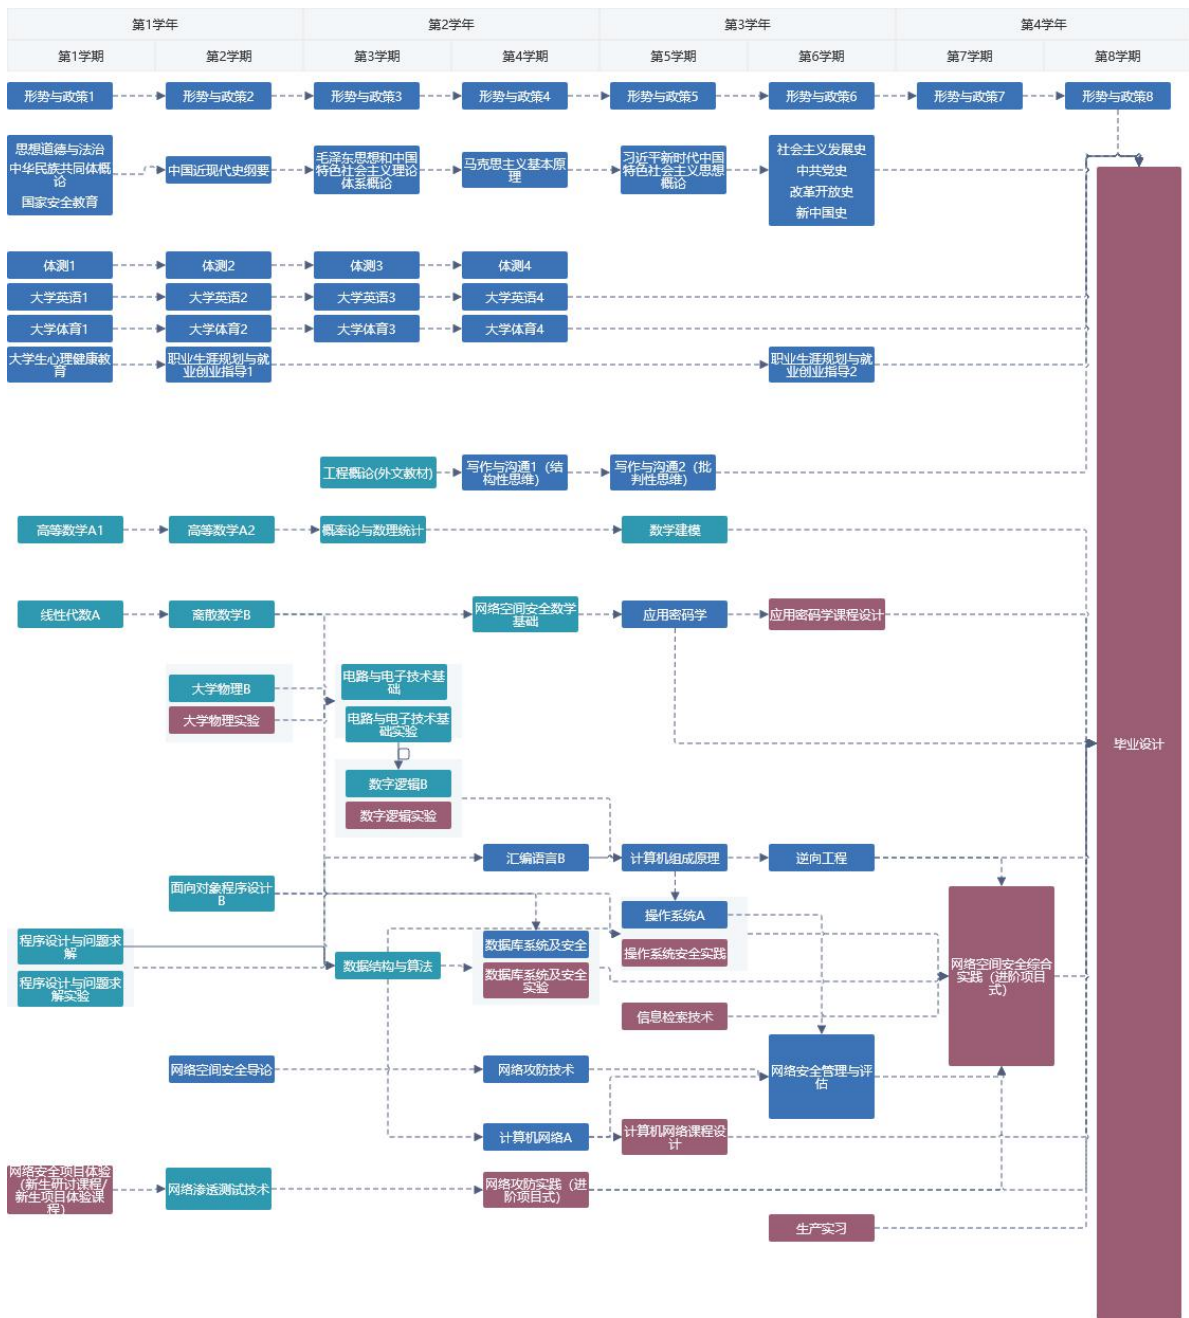 第1学年
第2学年
第3学年
第4学年
第1学期
第2学期
第3学期
第4学期
第5学期
第6学期
第7学期
第8学期
形势与政策1
形势与政策2
形势与政策3
形势与政策4
形势与政策5
形势与政策6
形势与政策7
形势与政策8
思想道德与法治
中华民族共同体概
论
国家安全教育
中国近现代史纲要
毛泽东思想和中国
特色社会主义理论
体系概论
马克思主义基本原
理
习近平新时代中国
特色社会主义思想
概论
社会主义发展史
中共党史
改革开放史
新中国史
体测1
体测2
体测3
体测4
大学英语1
大学英语2
大学英语3
大学英语4
大学体育1
大学体育2
大学体育3
大学体育4
大学生心理健康教
育
职业生涯规划与就
业创业指导1
职业生涯规划与就
业创业指导2
工程概论(外文教材)
写作与沟通1（结
构性思维）
写作与沟通2（批
判性思维）
高等数学A1
高等数学A2
概率论与数理统计
数学建模
线性代数A
离散数学B
网络空间安全数学
基础
应用密码学
应用密码学课程设计
大学物理B
大学物理实验
电路与电子技术基
础
电路与电子技术基
础实验
数字逻辑B
数字逻辑实验
毕业设计
汇编语言B
计算机组成原理
逆向工程
面向对象程序设计
B
操作系统A
操作系统安全实践
程序设计与问题求
解
程序设计与问题求
解实验
数据结构与算法
数据库系统及安全
数据库系统及安全
实验
网络空间安全综合
实践（进阶项目
式）
信息检索技术
网络空间安全导论
网络攻防技术
网络安全管理与评
估
计算机网络A
计算机网络课程设
计
网络安全项目体验
（新生研讨课程/
新生项目体验课
程）
网络渗透测试技术
网络攻防实践（进
阶项目式）
生产实习